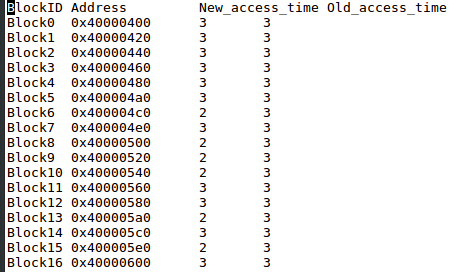 BlockID Address New_access_time Old_access_time
Block0 0x40000400 3 3
Block1 0x40000420 3 3
Block2 0x40000440 3 3
Block3 0x40000460 3 3
Block4 0x40000480 3 3
Block5 0x400004a0 3 3
Block6 0x400004c0 2 3
Block7 0x400004e0 3 3
Block8 0x40000500 2 3
Block9 0x40000520 2 3
Block10 0x40000540 2 3
Block11 0x40000560 3 3
Block12 0x40000580 3 3
Block13 0x400005a0 2 3
Block14 0x400005c0 3 3
Block15 0x400005e0 2 3
Block16 0x40000600 3 3